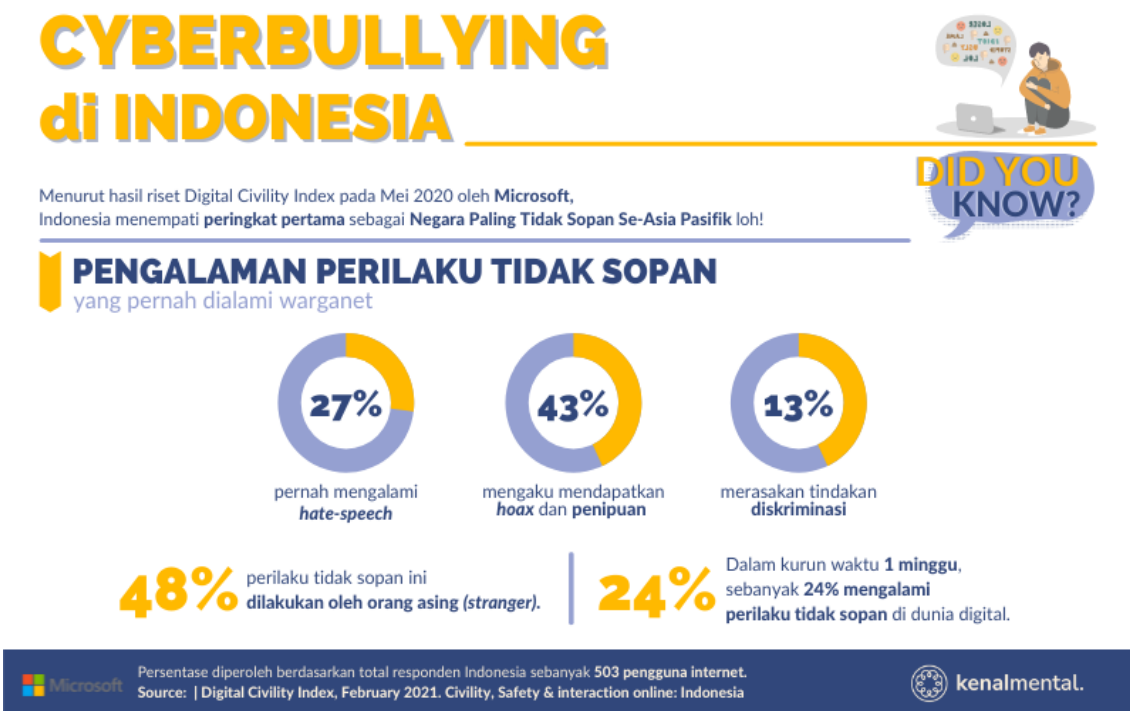 CYBERBULLYING
di INDONESIA
DID YOU
KNOW?
Menurut hasil riset Digital Civility Index pada Mei 2020 oleh Microsoft,
Indonesia menempati peringkat pertama sebagai Negara Paling Tidak Sopan Se-Asia Pasifik loh!
PENGALAMAN PERILAKU TIDAK SOPAN
yang pernah dialami warganet
27%
pernah mengalami
hate-speech
43%
mengaku mendapatkan
hoax dan penipuan
13%
merasakan tindakan
diskriminasi
48%
perilaku tidak sopan ini
dilakukan oleh orang asing (stranger).
24%
Dalam kurun waktu 1 minggu,
sebanyak 24% mengalami
perilaku tidak sopan di dunia digital.
Microsoft
Persentase diperoleh berdasarkan total responden Indonesia sebanyak 503 pengguna internet.
Source: | Digital Civility Index, February 2021. Civility, Safety & interaction online: Indonesia
kenalmental.